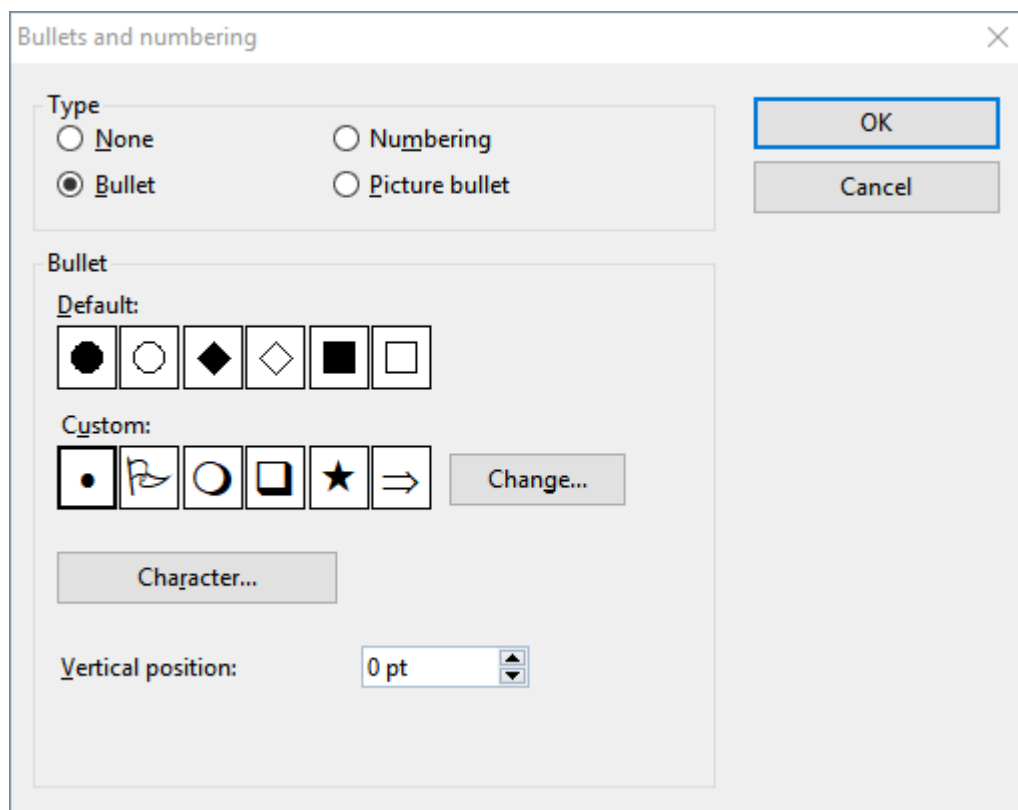 Bullets and numbering
Type
None
Numbering
OK
Bullet
Picture bullet
Cancel
Bullet
Default:
Custom:
Change...
Character...
Vertical position:
0 pt